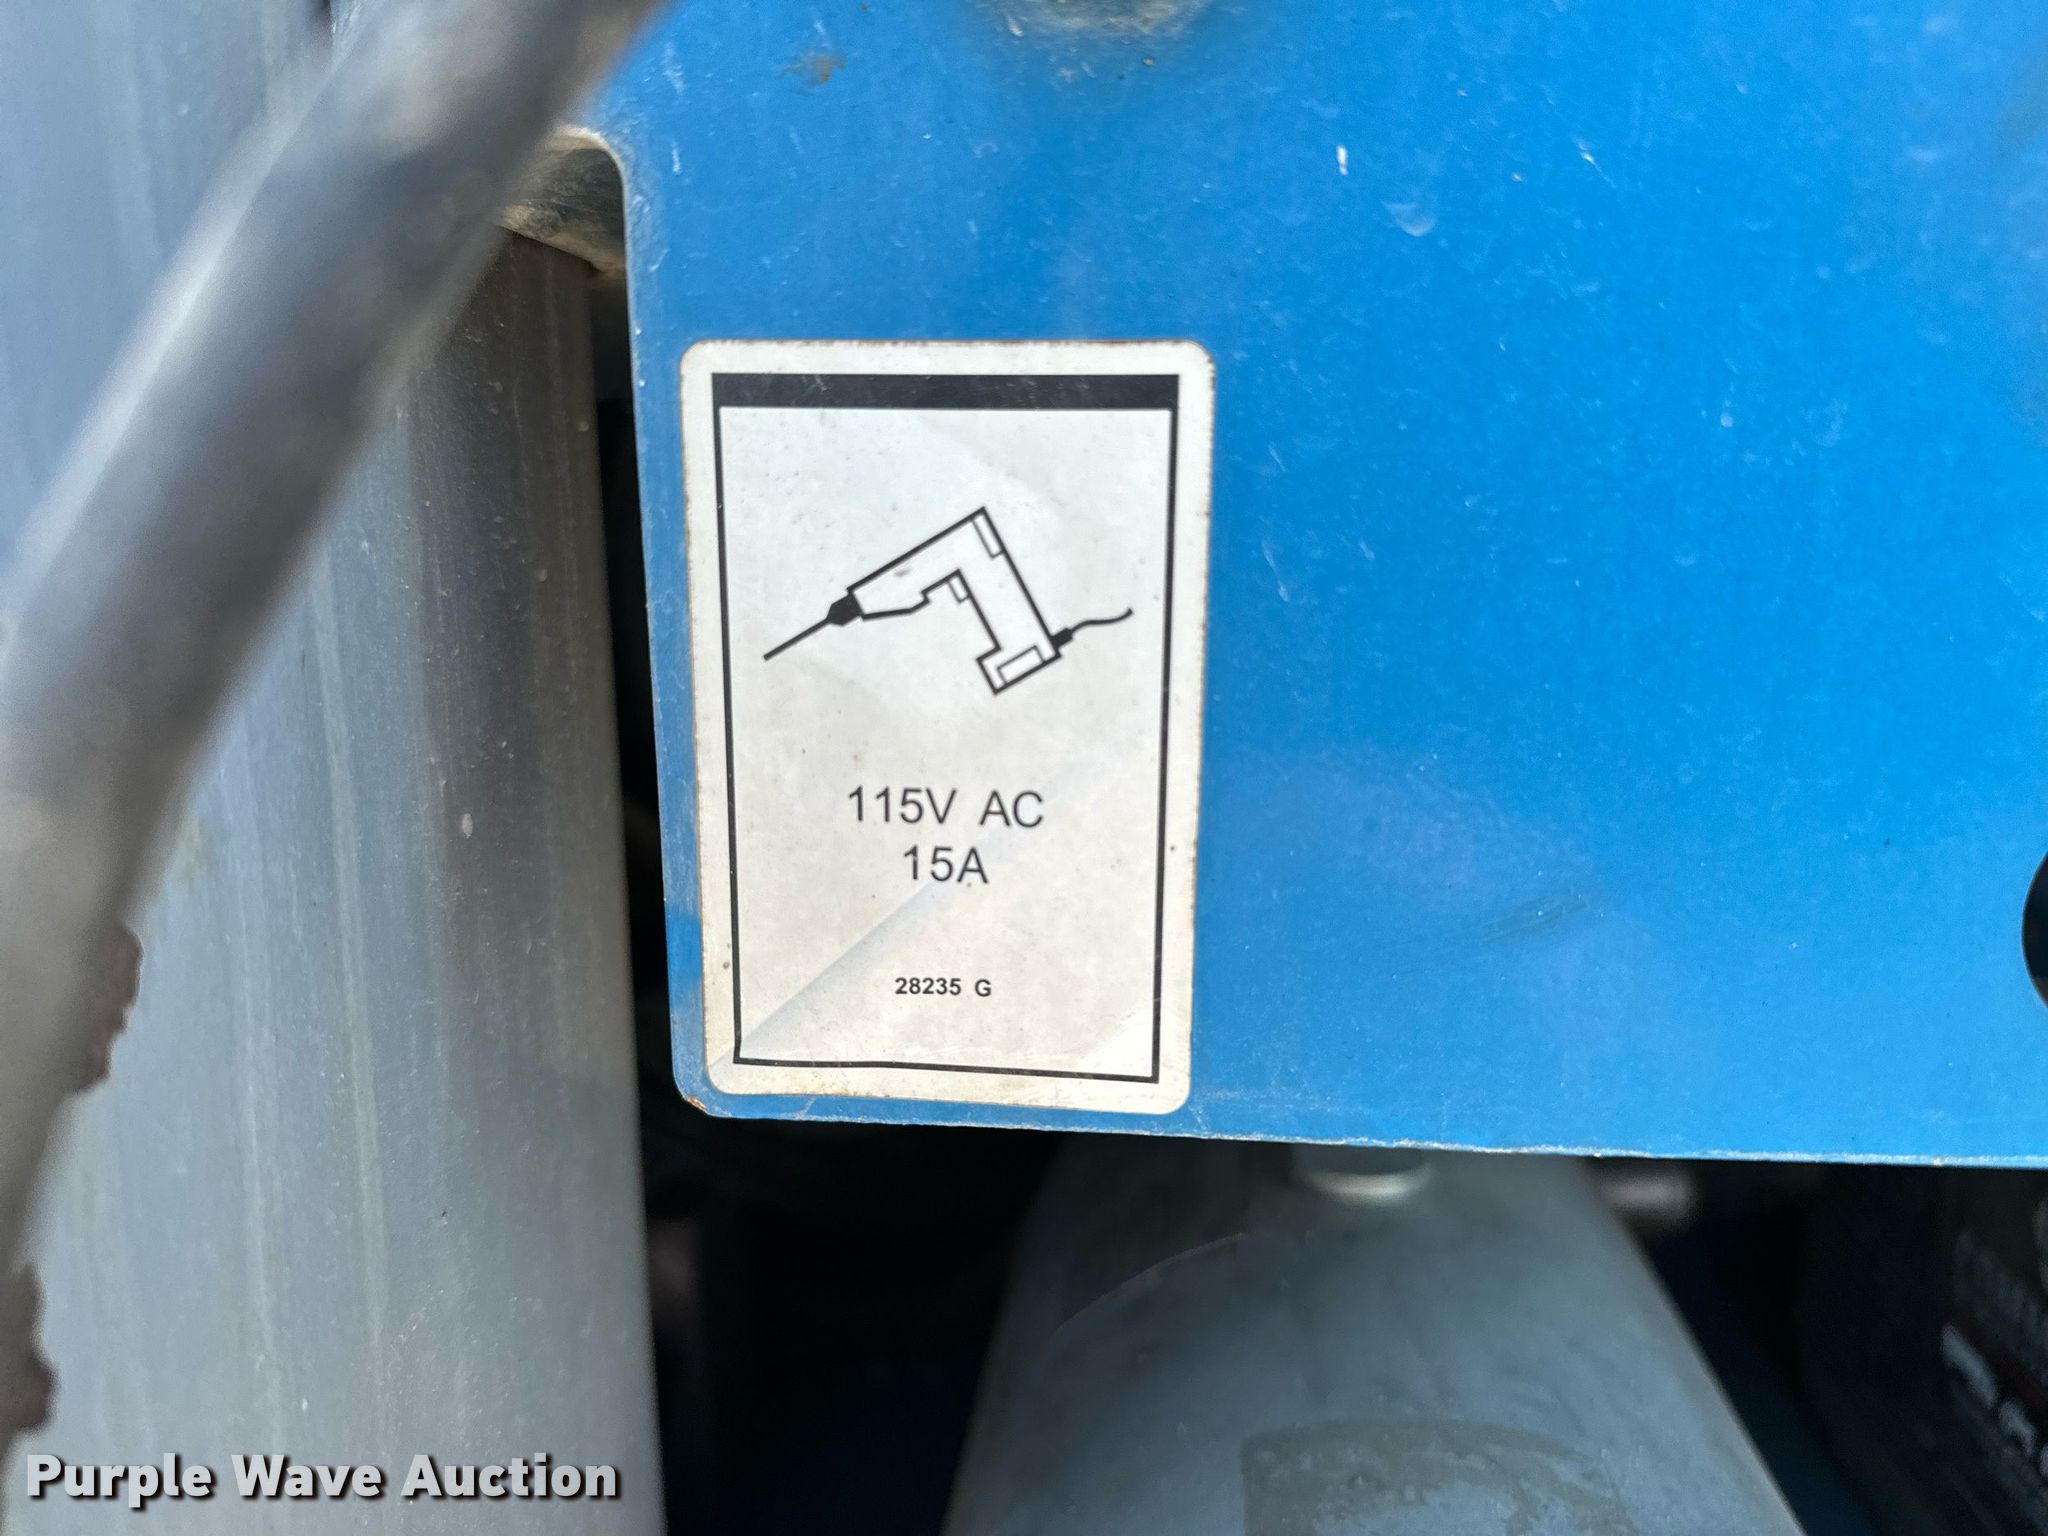 115V AC
15A
28235 G
Purple Wave Auction